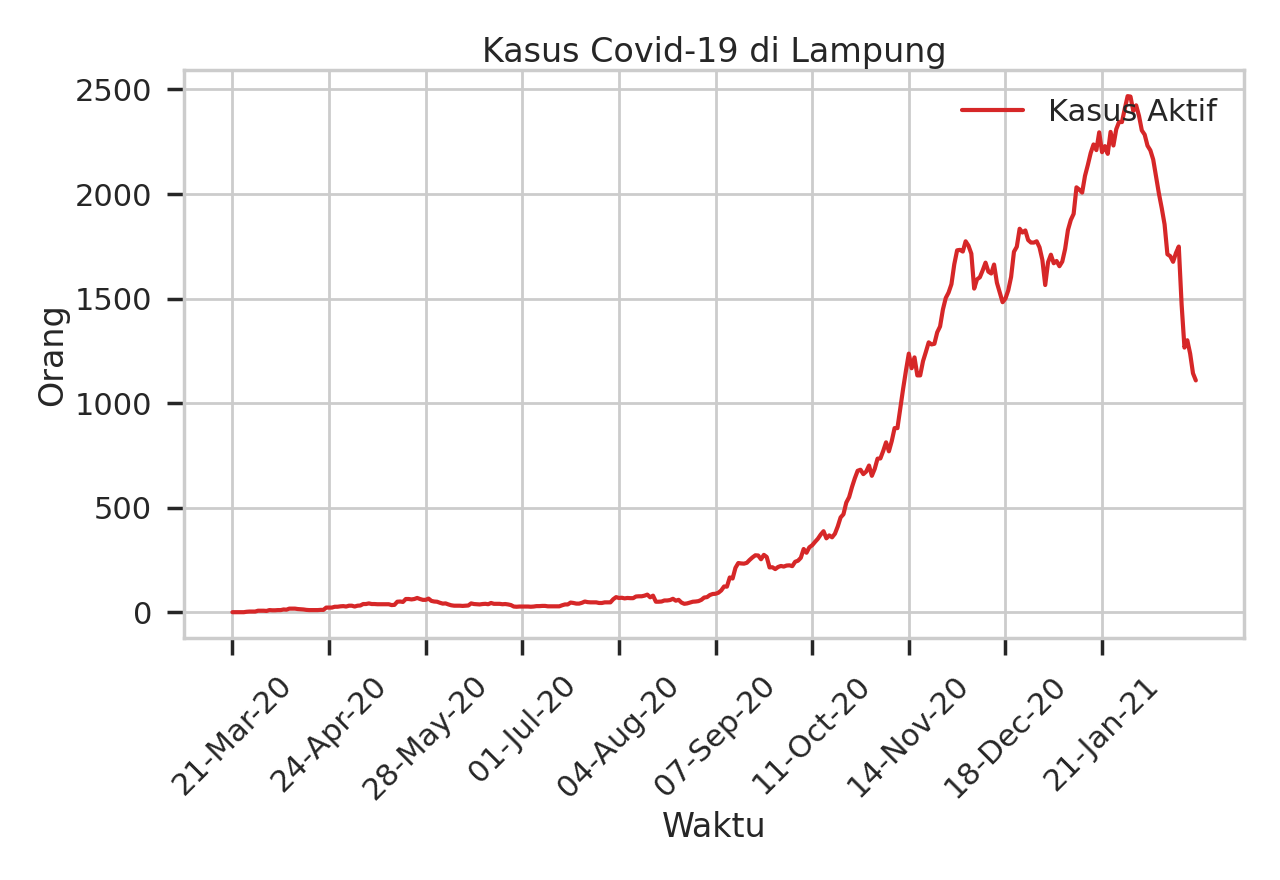 Kasus Covid-19 di Lampung
Kasus Aktif
2500
2000
1500
1000
500
0
Orang
21-Mar-20
24-Apr-20
28-May-20
01-Jul-20
04-Aug-20
07-Sep-20
11-Oct-20
14-Nov-20
18-Dec-20
21-Jan-21
Waktu